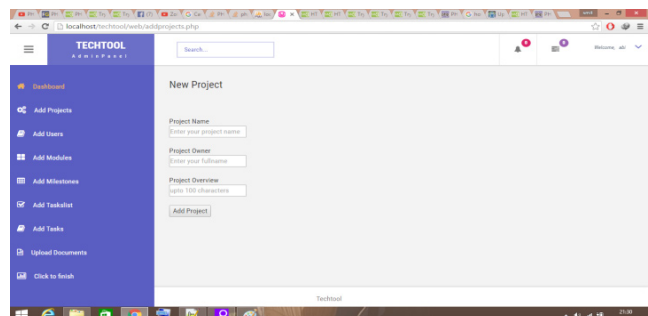 localhost/techtool/web/addprojects.php
TECHTOOL
AdminPanel
Search...
Welcome,
Dashboard
Add Projects
Add Users
Add Modules
Add Milestones
Add Taskslist
Add Tasks
Upload Documents
Click to finish
New Project
Project Name
Enter your project name
Project Owner
Enter your fullname
Project Overview
upto 100 characters
Add Project
Techtool
21:30